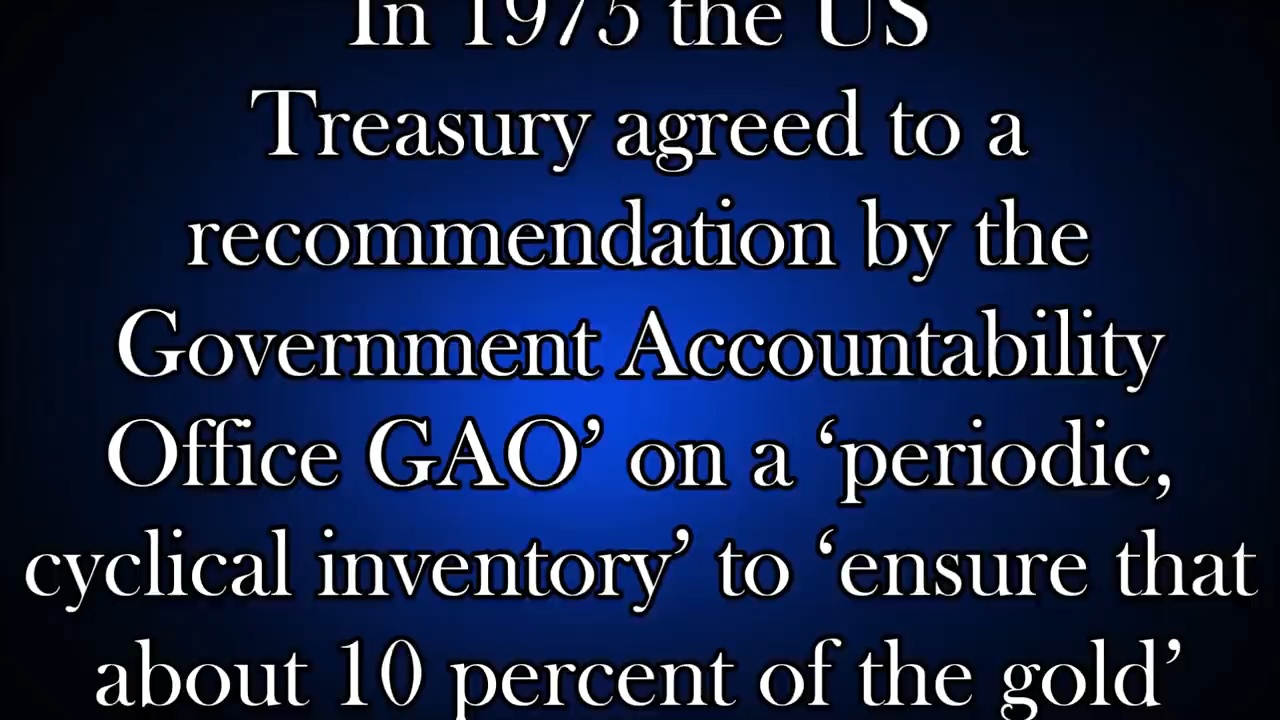 In 1975 the US
Treasury agreed to a
recommendation by the
Government Accountability
Office GAO’ on a ‘periodic,
cyclical inventory’ to ‘ensure that
about 10 percent of the gold’